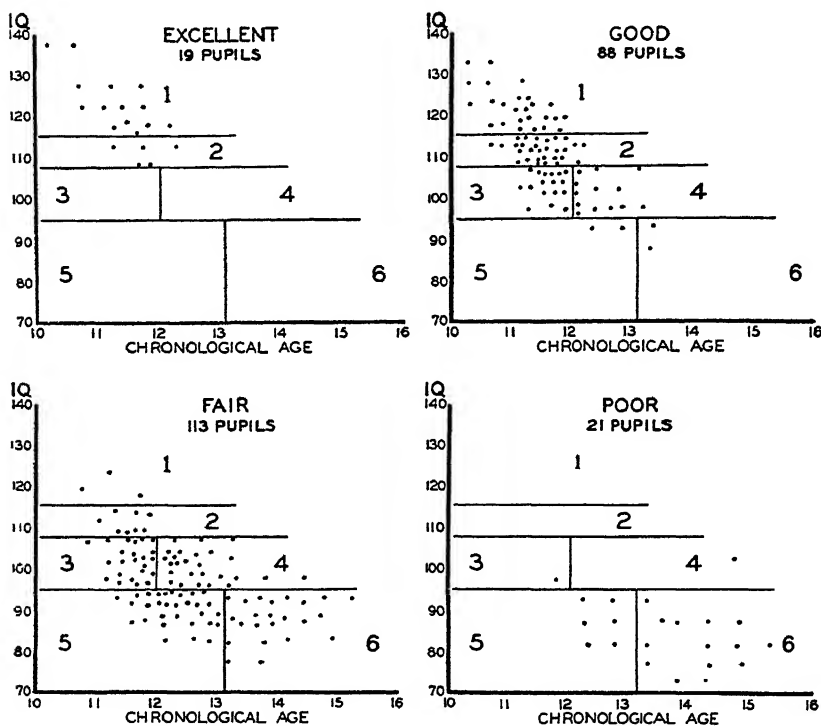 IQ
EXCELLENT
19 PUPILS
140
130
120
110
100
90
80
70
1
2
3
4
5
6
10 11 12 13 14 15 16
CHRONOLOGICAL AGE
IQ
GOOD
88 PUPILS
140
130
120
110
100
90
80
70
1
2
3
4
5
6
10 11 12 13 14 15 16
CHRONOLOGICAL AGE
IQ
FAIR
113 PUPILS
140
130
120
110
100
90
80
70
1
2
3
4
5
6
10 11 12 13 14 15 16
CHRONOLOGICAL AGE
IQ
POOR
21 PUPILS
140
130
120
110
100
90
80
70
1
2
3
4
5
6
10 11 12 13 14 15 16
CHRONOLOGICAL AGE